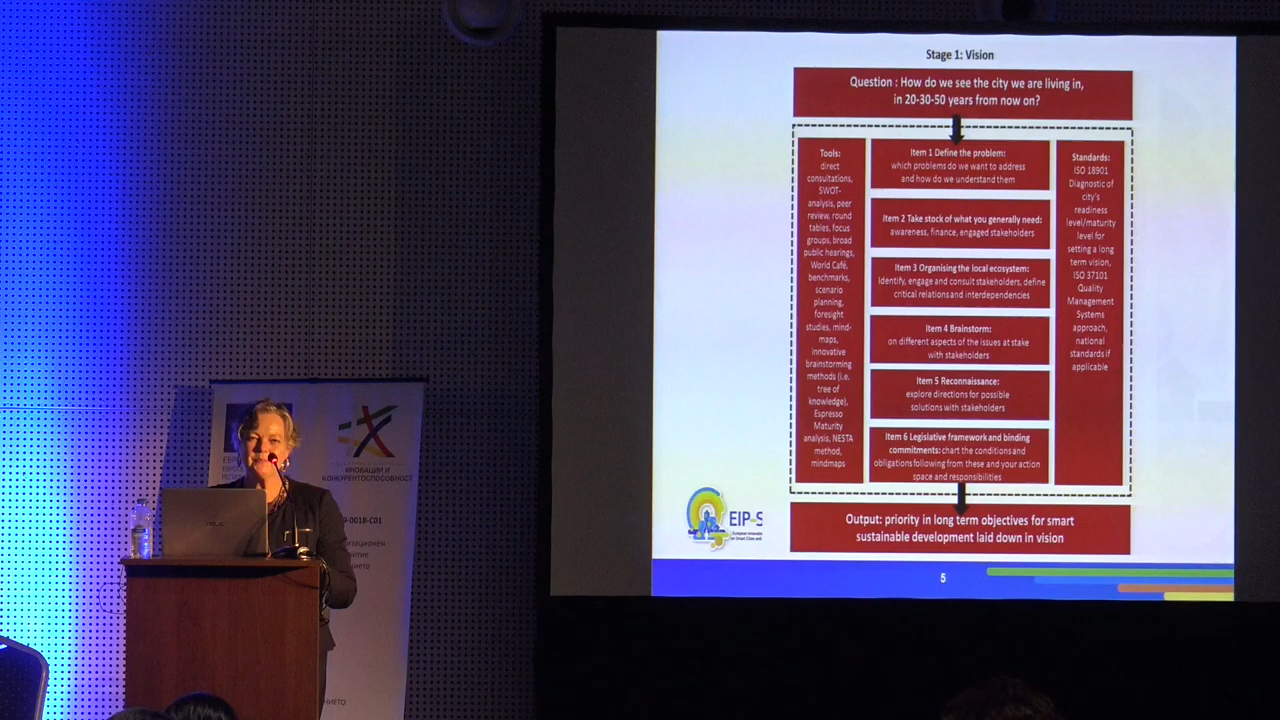 Stage 1: Vision
Question : How do we see the city we are living in,
in 20-30-50 years from now on?
Tools:
direct
consultations,
SWOT-
analysis, peer
review, round
tables, focus
groups, broad
public hearings,
World Café,
benchmarks,
scenario
planning,
foresight
studies, mind-
maps,
innovative
brainstorming
methods (i.e.
tree of
knowledge),
Espresso
Maturity
analysis, NESTA
method,
mindmaps
Item 1 Define the problem:
which problems do we want to address
and how do we understand them
Item 2 Take stock of what you generally need:
awareness, finance, engaged stakeholders
Item 3 Organising the local ecosystem:
Identify, engage and consult stakeholders, define
critical relations and interdependencies
Item 4 Brainstorm:
on different aspects of the issues at stake
with stakeholders
Item 5 Reconnaissance:
explore directions for possible
solutions with stakeholders
Item 6 Legislative framework and binding
commitments: chart the conditions and
obligations following from these and your action
space and responsibilities
Standards:
ISO 18901
Diagnostic of
city's
readiness
level/maturity
level for
setting a long
term vision,
ISO 37101
Quality
Management
Systems
approach,
national
standards if
applicable
Output: priority in long term objectives for smart
sustainable development laid down in vision
EIP-S
5
ИНОВАЦИИ И
КОНКУРЕНТОСПОСОБНОСТ
-0018-C01